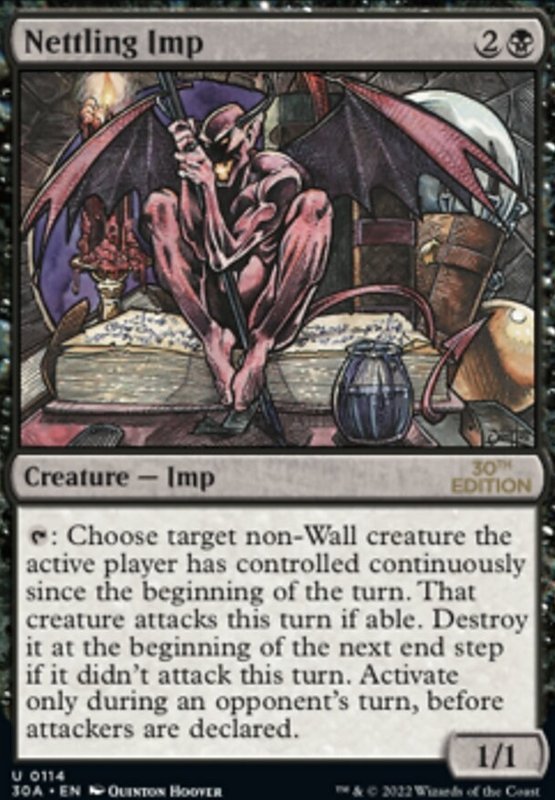 Nettling Imp 2
Creature — Imp
30TH
EDITION
: Choose target non-Wall creature the
active player has controlled continuously
since the beginning of the turn. That
creature attacks this turn if able. Destroy
it at the beginning of the next end step
if it didn't attack this turn. Activate
only during an opponent's turn, before
attackers are declared.
1/1
U 0114
30A • EN Quinton Hoover
™ & © 2022 Wizards of the Coast